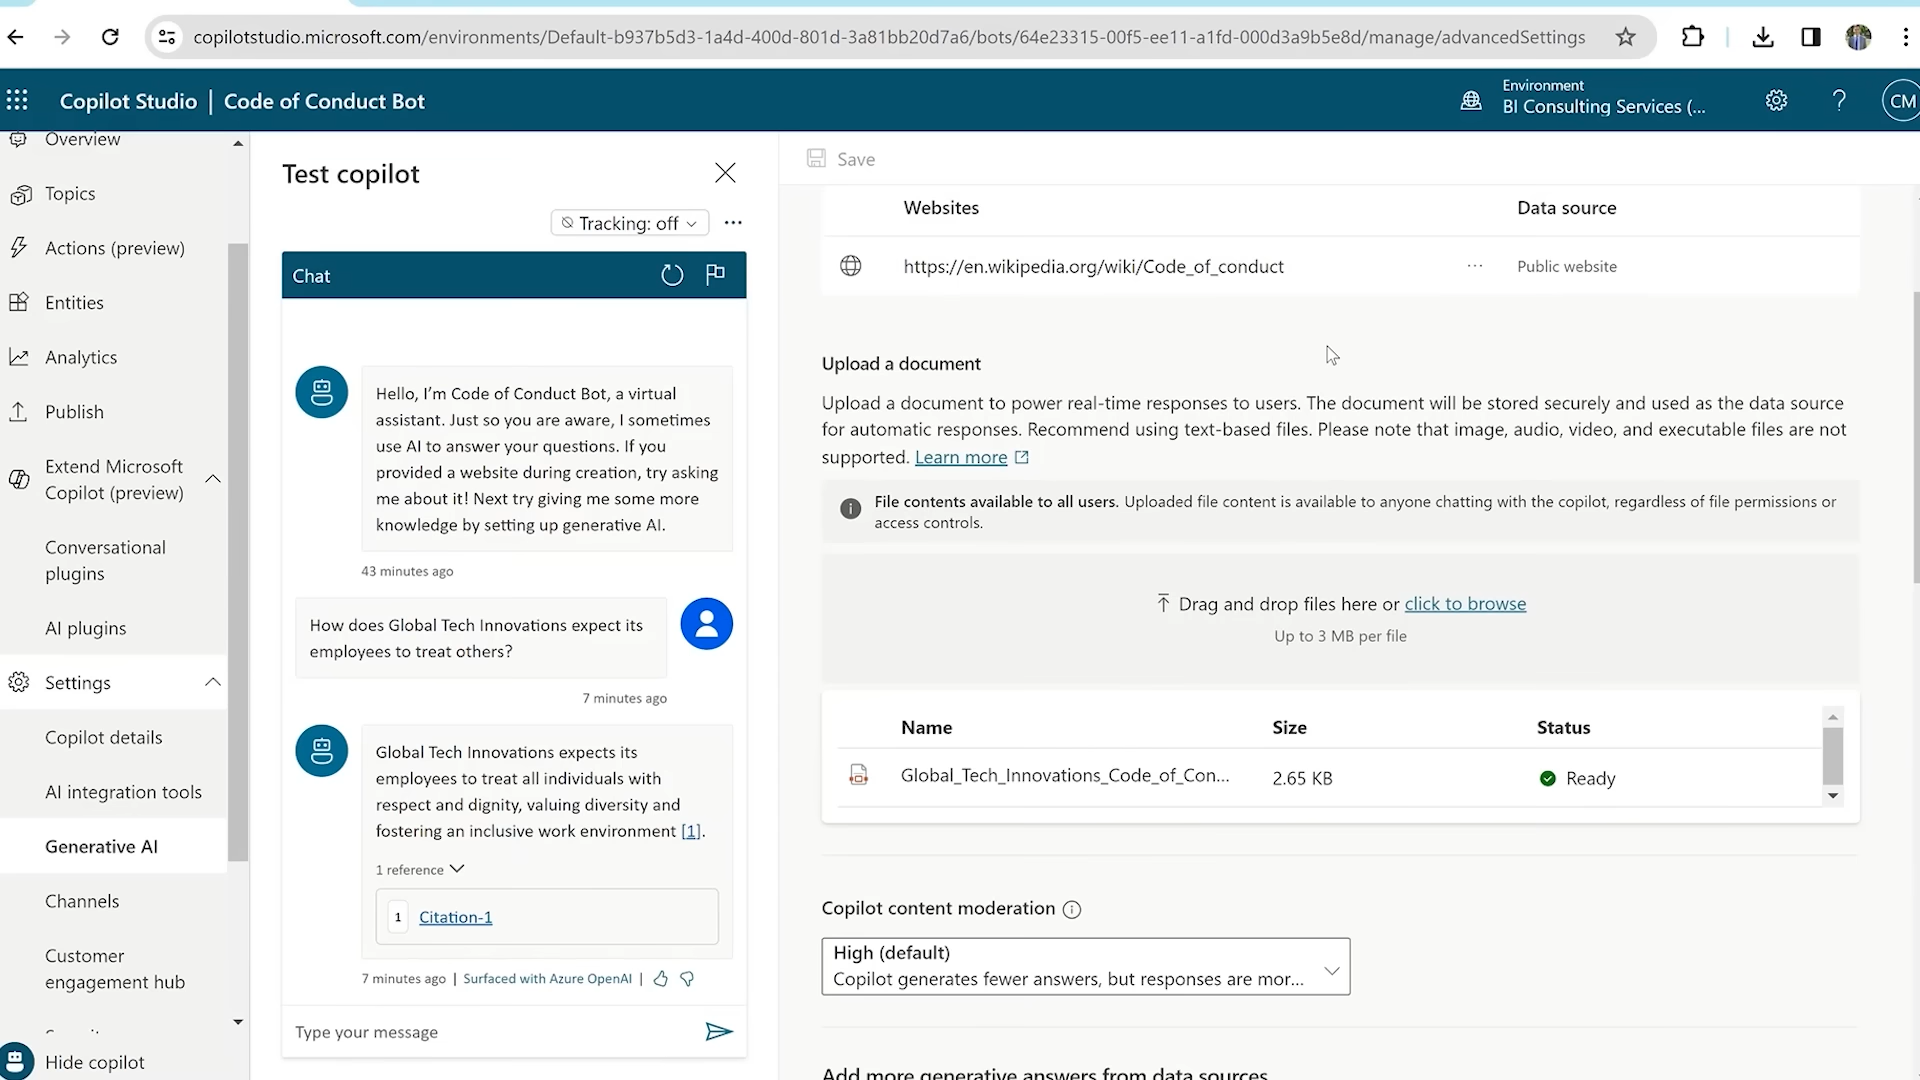 copilotstudio.microsoft.com/environments/Default-b937b5d3-1a4d-400d-801d-3a81bb20d7a6/bots/64e23315-00f5-ee11-a1fd-000d3a9b5e8d/manage/advancedSettings
Copilot Studio | Code of Conduct Bot
Environment
BI Consulting Services (...
?
CM
Overview
Topics
Actions (preview)
Entities
Analytics
Publish
Extend Microsoft
Copilot (preview)
Conversational
plugins
AI plugins
Settings
Copilot details
AI integration tools
Generative AI
Channels
Customer
engagement hub
Hide copilot
Test copilot
Tracking: off
Chat
Hello, I'm Code of Conduct Bot, a virtual
assistant. Just so you are aware, I sometimes
use AI to answer your questions. If you
provided a website during creation, try asking
me about it! Next try giving me some more
knowledge by setting up generative AI.
43 minutes ago
How does Global Tech Innovations expect its
employees to treat others?
7 minutes ago
Global Tech Innovations expects its
employees to treat all individuals with
respect and dignity, valuing diversity and
fostering an inclusive work environment [1].
1 reference
1 Citation-1
7 minutes ago | Surfaced with Azure OpenAI |
Type your message
Save
Websites Data source
https://en.wikipedia.org/wiki/Code_of_conduct ... Public website
Upload a document
Upload a document to power real-time responses to users. The document will be stored securely and used as the data source
for automatic responses. Recommend using text-based files. Please note that image, audio, video, and executable files are not
supported. Learn more
File contents available to all users. Uploaded file content is available to anyone chatting with the copilot, regardless of file permissions or
access controls.
Drag and drop files here or click to browse
Up to 3 MB per file
Name Size Status
Global_Tech_Innovations_Code_of_Con... 2.65 KB Ready
Copilot content moderation
High (default)
Copilot generates fewer answers, but responses are mor...
Add more generative answers from data sources